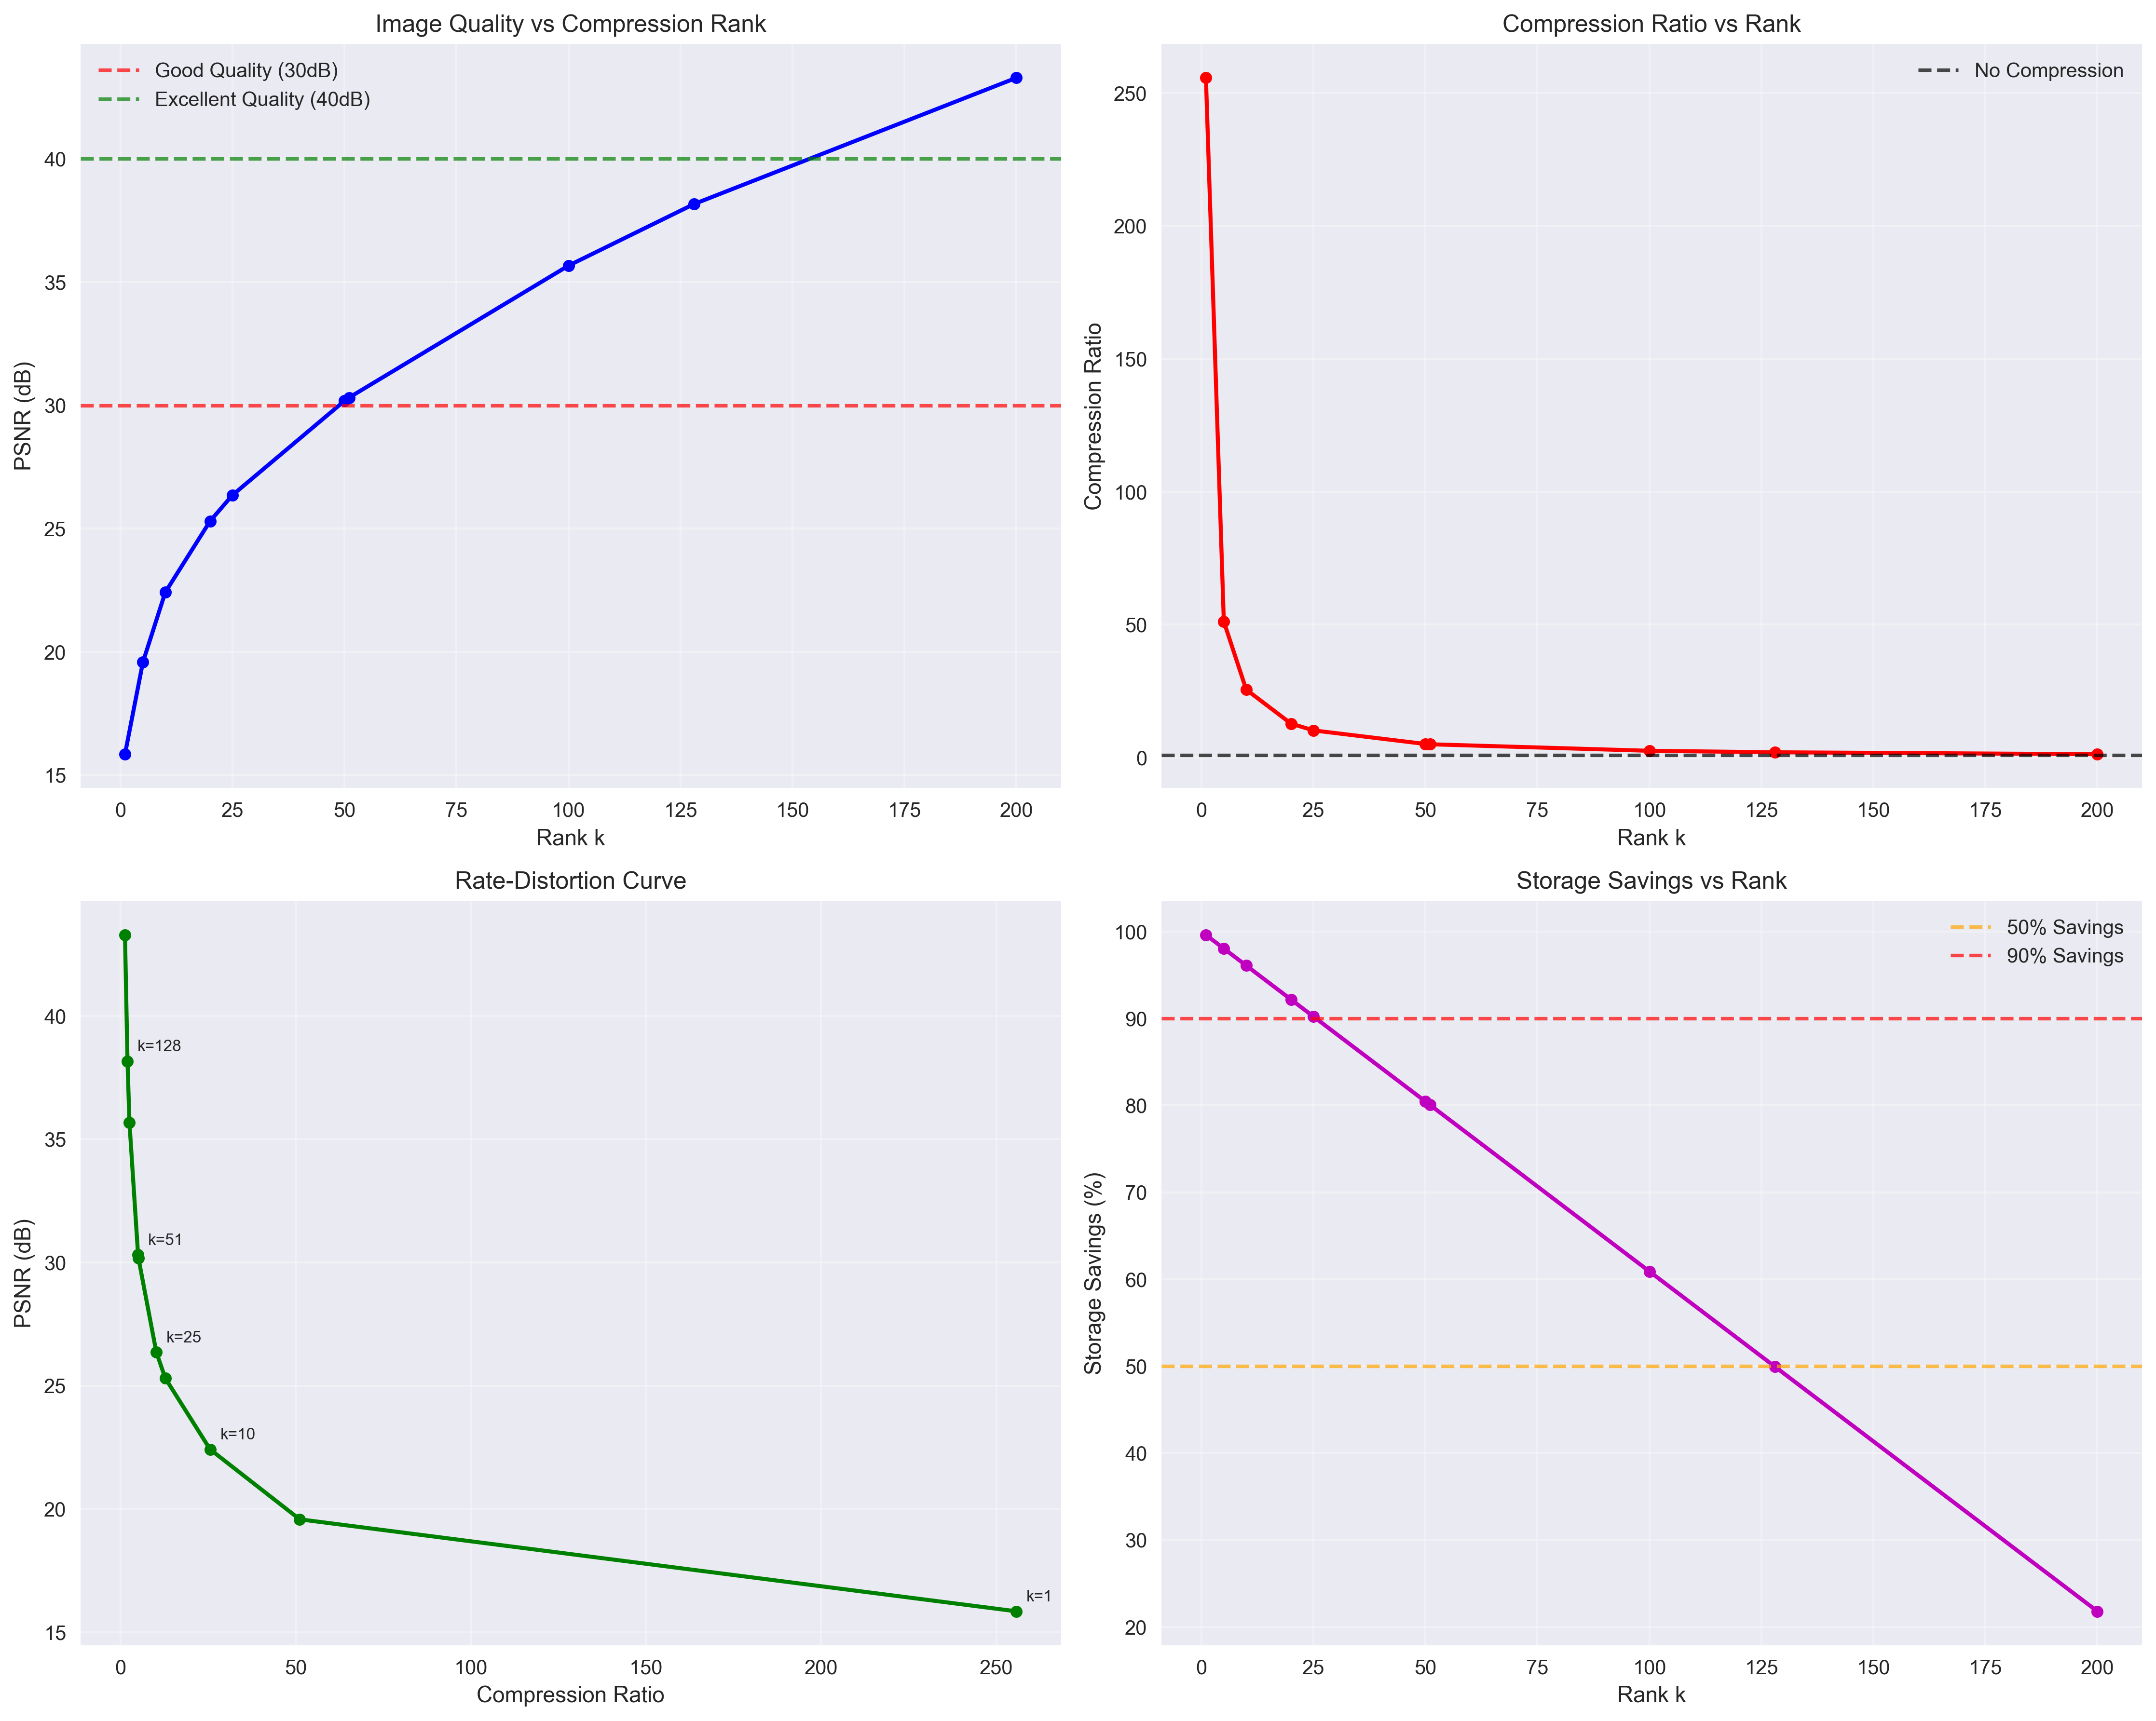 Image Quality vs Compression Rank
Good Quality (30dB)
Excellent Quality (40dB)
40
35
30
25
20
15
PSNR (dB)
0 25 50 75 100 125 150 175 200
Rank k
Compression Ratio vs Rank
No Compression
250
200
150
100
50
0
Compression Ratio
0 25 50 75 100 125 150 175 200
Rank k
Rate-Distortion Curve
40
35
30
25
20
15
PSNR (dB)
k=128
k=51
k=25
k=10
k=1
0 50 100 150 200 250
Compression Ratio
Storage Savings vs Rank
50% Savings
90% Savings
100
90
80
70
60
50
40
30
20
Storage Savings (%)
0 25 50 75 100 125 150 175 200
Rank k